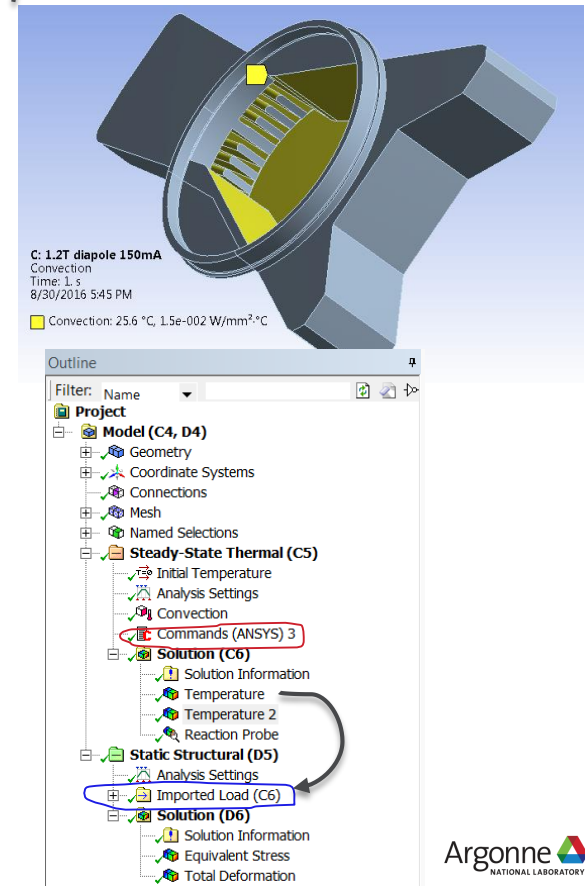 C: 1.2T diapole 150mA
Convection
Time: 1. s
8/30/2016 5:45 PM
Convection: 25.6 °C, 1.5e-002 W/mm²·°C
Outline
Filter: Name
Project
Model (C4, D4)
Geometry
Coordinate Systems
Connections
Mesh
Named Selections
Steady-State Thermal (C5)
Initial Temperature
Analysis Settings
Convection
Commands (ANSYS) 3
Solution (C6)
Solution Information
Temperature
Temperature 2
Reaction Probe
Static Structural (D5)
Analysis Settings
Imported Load (C6)
Solution (D6)
Solution Information
Equivalent Stress
Total Deformation
Argonne
NATIONAL LABORATORY